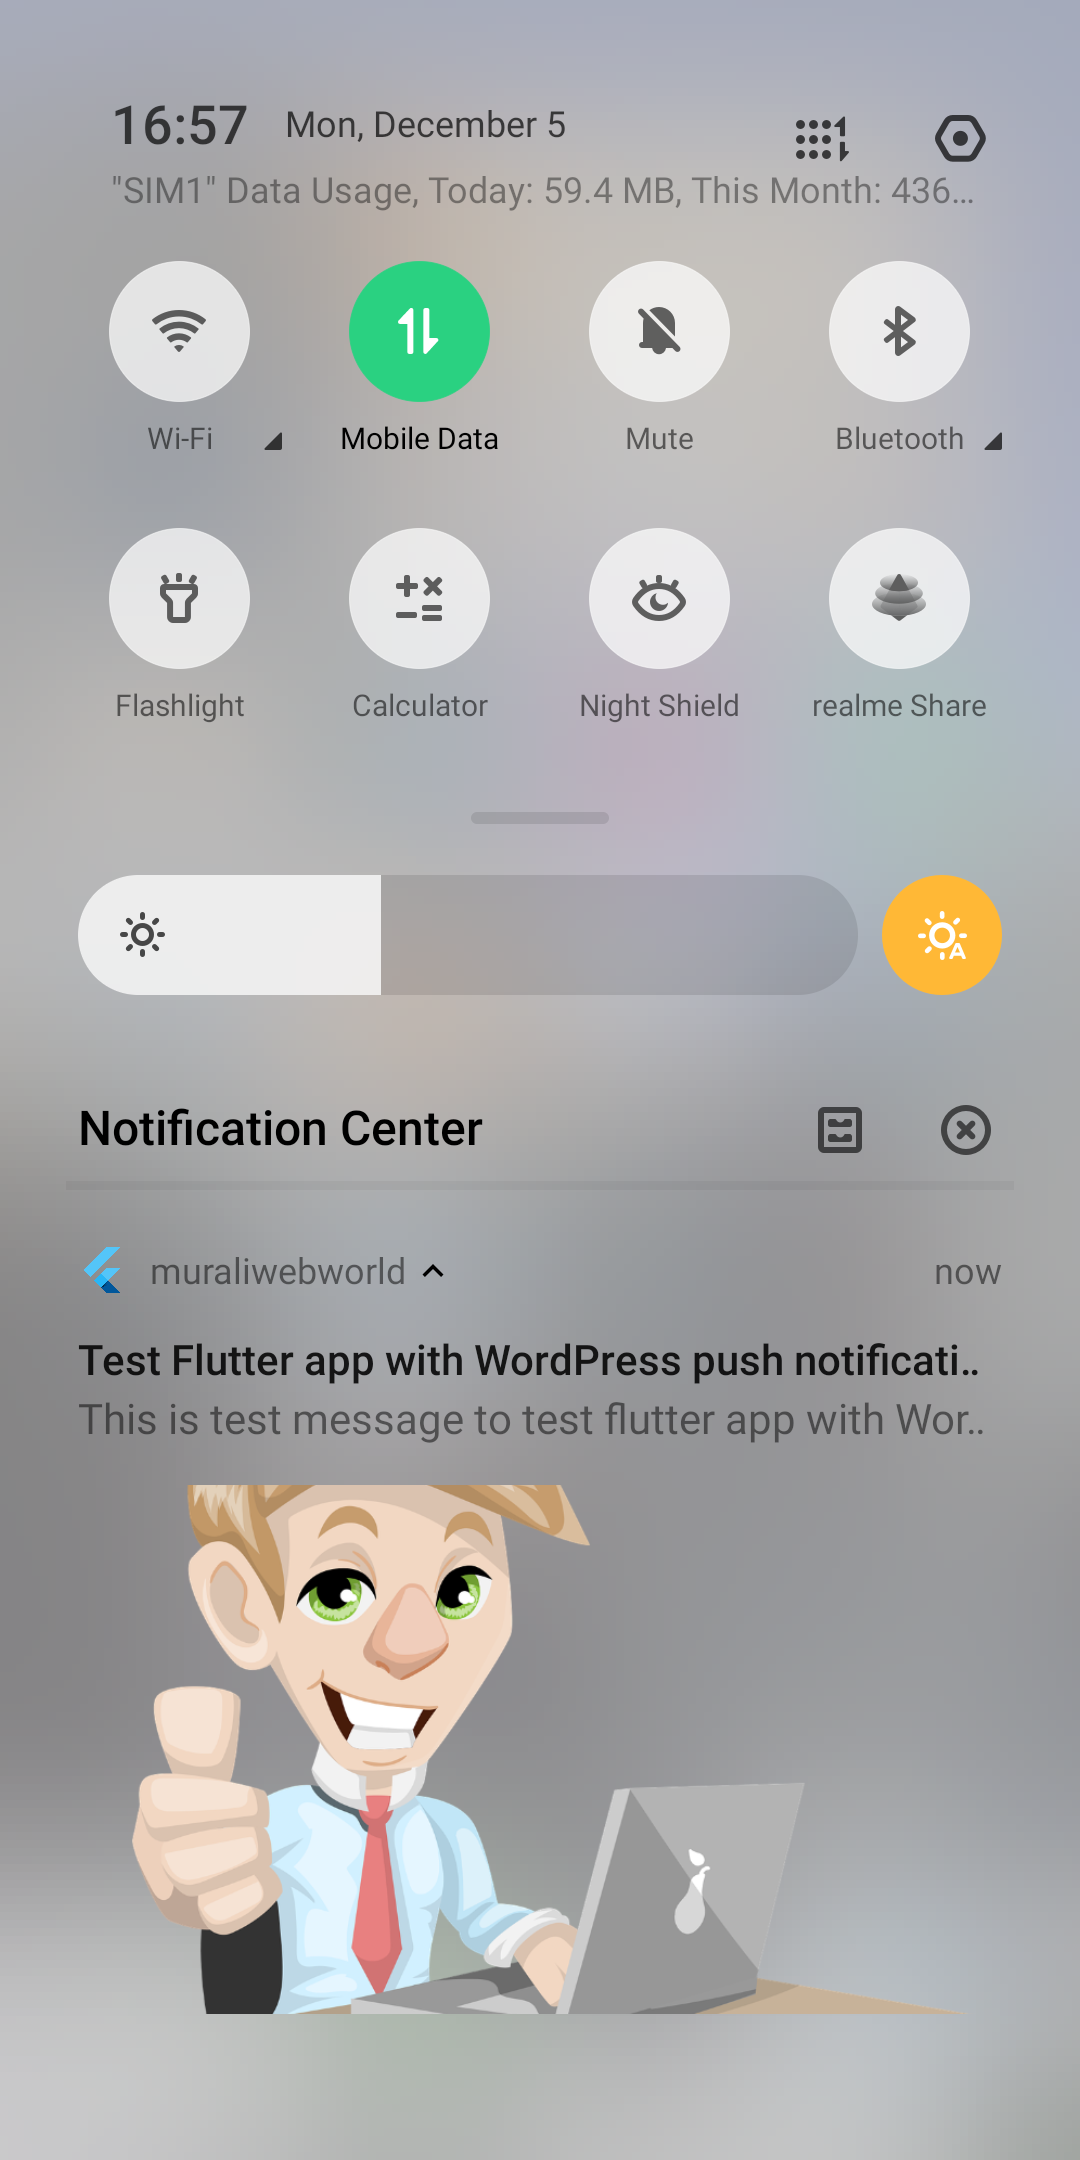 16:57 Mon, December 5
"SIM1" Data Usage, Today: 59.4 MB, This Month: 436...
Wi-Fi Mobile Data Mute Bluetooth
Flashlight Calculator Night Shield realme Share
Notification Center
muraliwebworld now
Test Flutter app with WordPress push notificati..
This is test message to test flutter app with Wor..